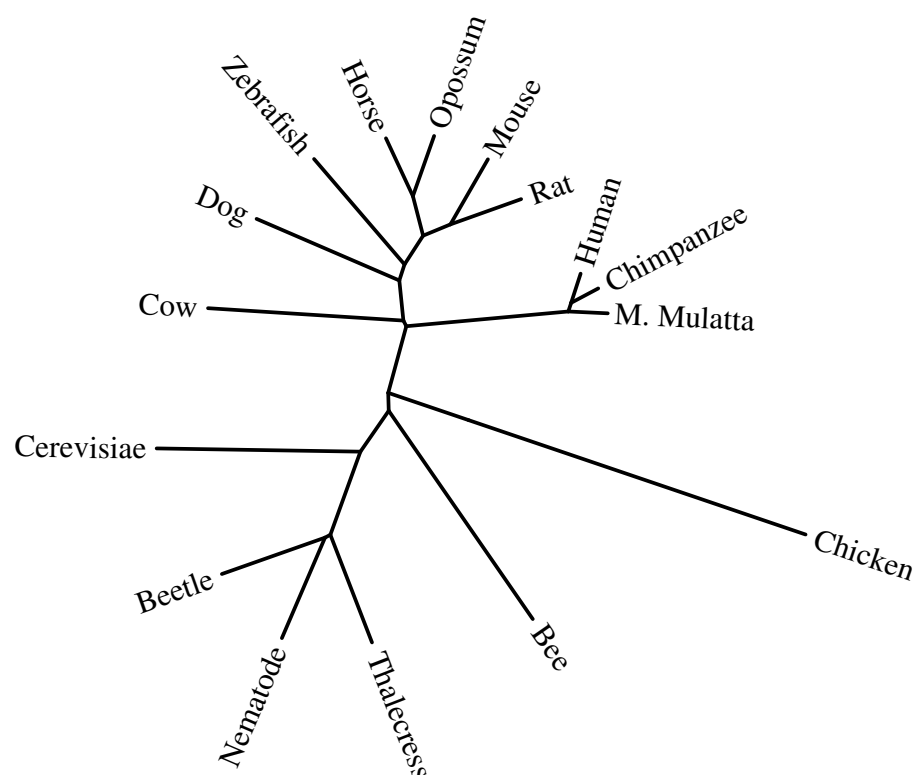 Opossum
Horse
Zebrafish
Mouse
Rat
Human
Dog
Chimpanzee
Cow
M. Mulatta
Cerevisiae
Chicken
Beetle
Bee
Nematode
Thalecress